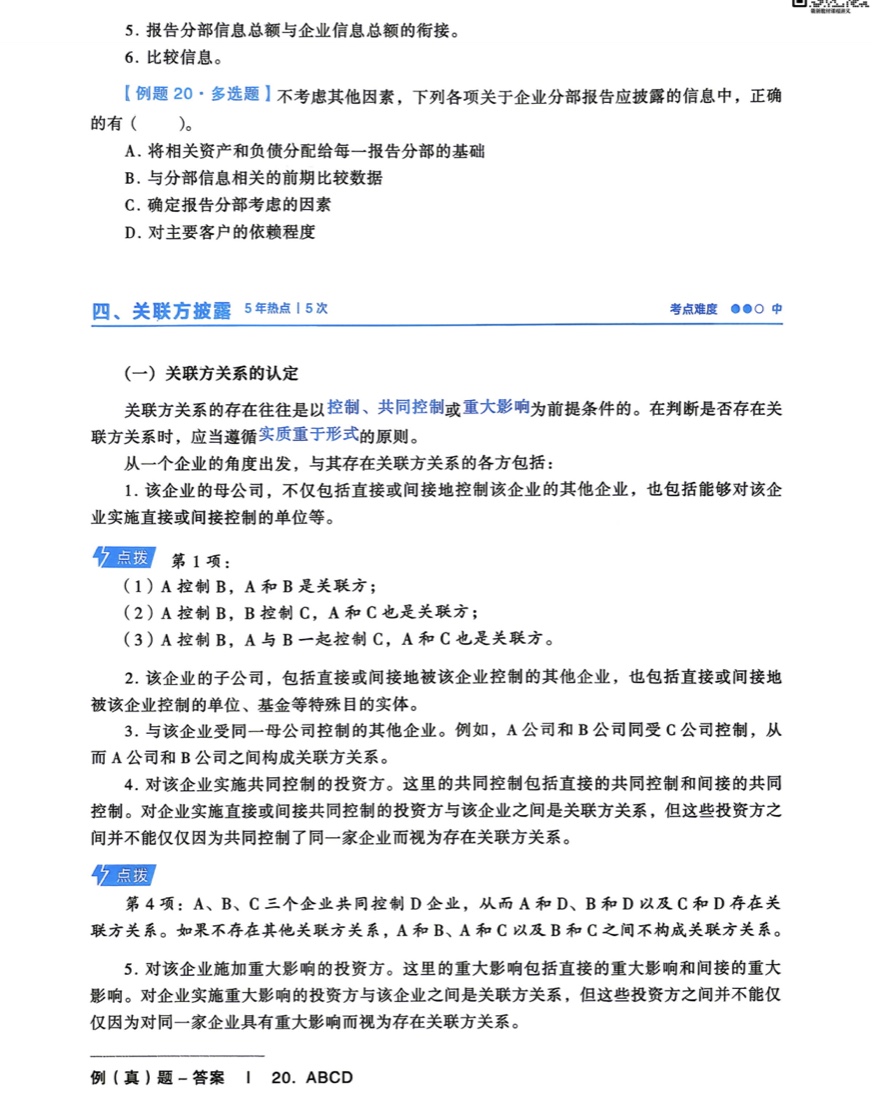 5. 报告分部信息总额与企业信息总额的衔接。
6. 比较信息。
【例题 20·多选题】不考虑其他因素，下列各项关于企业分部报告应披露的信息中，正确
的有（　　）。
A. 将相关资产和负债分配给每一报告分部的基础
B. 与分部信息相关的前期比较数据
C. 确定报告分部考虑的因素
D. 对主要客户的依赖程度
四、关联方披露 5 年热点 | 5 次 考点难度 ●●○ 中
（一）关联方关系的认定
关联方关系的存在往往是以控制、共同控制或重大影响为前提条件的。在判断是否存在关
联方关系时，应当遵循实质重于形式的原则。
从一个企业的角度出发，与其存在关联方关系的各方包括：
1. 该企业的母公司，不仅包括直接或间接地控制该企业的其他企业，也包括能够对该企
业实施直接或间接控制的单位等。
点拨 第 1 项：
（1）A 控制 B，A 和 B 是关联方；
（2）A 控制 B，B 控制 C，A 和 C 也是关联方；
（3）A 控制 B，A 与 B 一起控制 C，A 和 C 也是关联方。
2. 该企业的子公司，包括直接或间接地被该企业控制的其他企业，也包括直接或间接地
被该企业控制的单位、基金等特殊目的实体。
3. 与该企业受同一母公司控制的其他企业。例如，A 公司和 B 公司同受 C 公司控制，从
而 A 公司和 B 公司之间构成关联方关系。
4. 对该企业实施共同控制的投资方。这里的共同控制包括直接的共同控制和间接的共同
控制。对企业实施直接或间接共同控制的投资方与该企业之间是关联方关系，但这些投资方之
间并不能仅仅因为共同控制了同一家企业而视为存在关联方关系。
点拨
第 4 项：A、B、C 三个企业共同控制 D 企业，从而 A 和 D、B 和 D 以及 C 和 D 存在关
联方关系。如果不存在其他关联方关系，A 和 B、A 和 C 以及 B 和 C 之间不构成关联方关系。
5. 对该企业施加重大影响的投资方。这里的重大影响包括直接的重大影响和间接的重大
影响。对企业实施重大影响的投资方与该企业之间是关联方关系，但这些投资方之间并不能仅
仅因为对同一家企业具有重大影响而视为存在关联方关系。
例（真）题－答案 | 20. ABCD